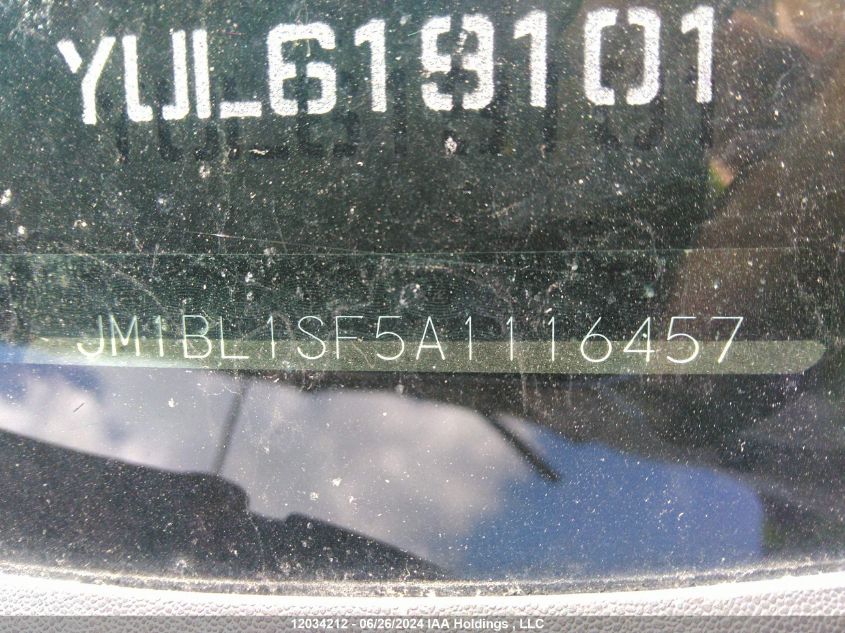 YUL619101
JM1BL1SF5A1116457
12034212 - 06/26/2024 IAA Holdings , LLC